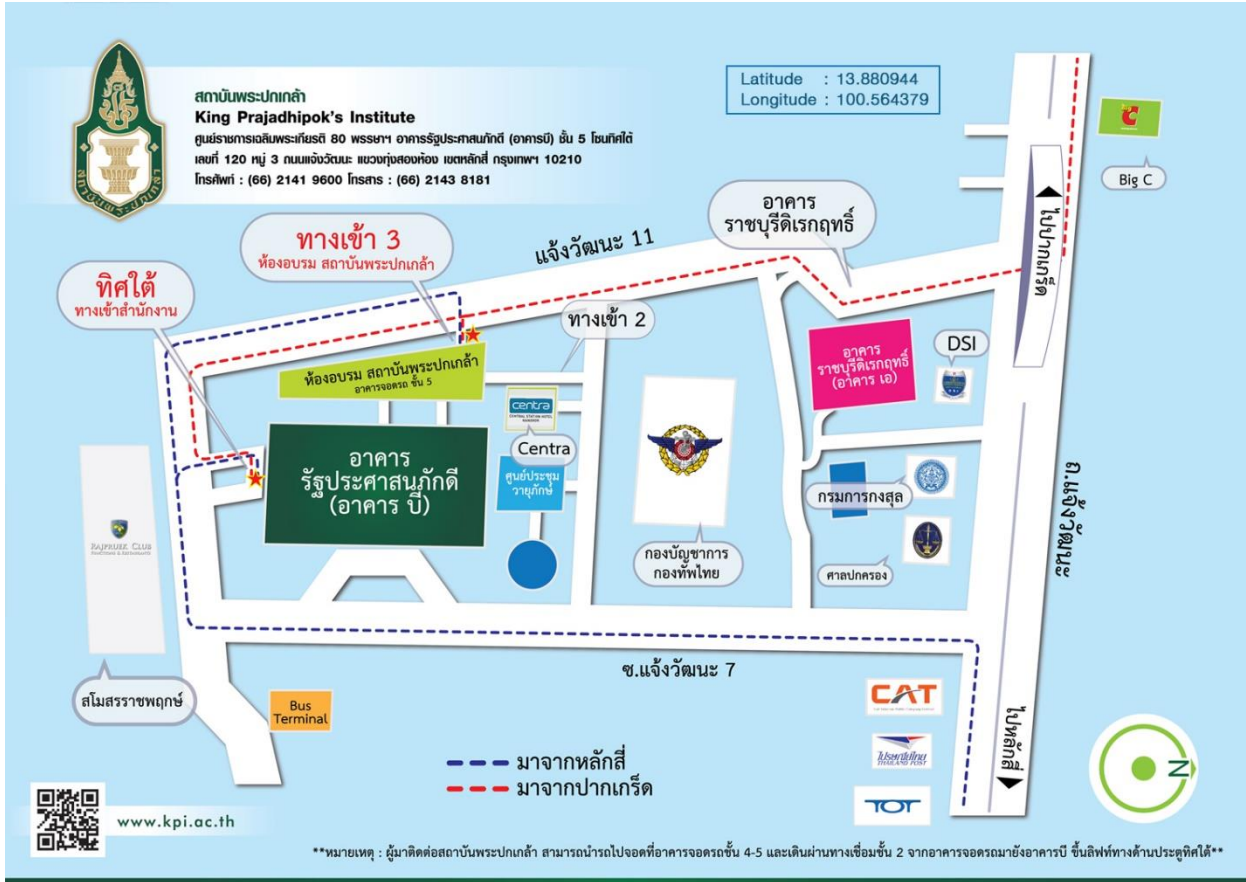 สถาบันพระปกเกล้า
King Prajadhipok's Institute
ศูนย์ราชการเฉลิมพระเกียรติ 80 พรรษาฯ อาคารรัฐประศาสนภักดี (อาคารบี) ชั้น 5 โซนทิศใต้
เลขที่ 120 หมู่ 3 ถนนแจ้งวัฒนะ แขวงทุ่งสองห้อง เขตหลักสี่ กรุงเทพฯ 10210
โทรศัพท์ : (66) 2141 9600 โทรสาร : (66) 2143 8181
สถาบันพระปกเกล้า
Latitude : 13.880944
Longitude : 100.564379
Big C
ไปปากเกร็ด
อาคาร
ราชบุรีดิเรกฤทธิ์
แจ้งวัฒนะ 11
ทางเข้า 3
ห้องอบรม สถาบันพระปกเกล้า
ทิศใต้
ทางเข้าสำนักงาน
ทางเข้า 2
ห้องอบรม สถาบันพระปกเกล้า
อาคารจอดรถ ชั้น 5
อาคาร
ราชบุรีดิเรกฤทธิ์
(อาคาร เอ)
DSI
centra
Centra
อาคาร
รัฐประศาสนภักดี
(อาคาร บี)
ศูนย์ประชุม
วายุภักษ์
กรมการกงสุล
ถ.แจ้งวัฒนะ
RAJPRUEK CLUB
กองบัญชาการ
กองทัพไทย
ศาลปกครอง
ซ.แจ้งวัฒนะ 7
สโมสรราชพฤกษ์
Bus
Terminal
CAT
ไปรษณีย์ไทย
THAILAND POST
TOT
ไปหลักสี่
N
มาจากหลักสี่
มาจากปากเกร็ด
www.kpi.ac.th
**หมายเหตุ : ผู้มาติดต่อสถาบันพระปกเกล้า สามารถนำรถไปจอดที่อาคารจอดรถชั้น 4-5 และเดินผ่านทางเชื่อมชั้น 2 จากอาคารจอดรถมายังอาคารบี ขึ้นลิฟท์ทางด้านประตูทิศใต้**